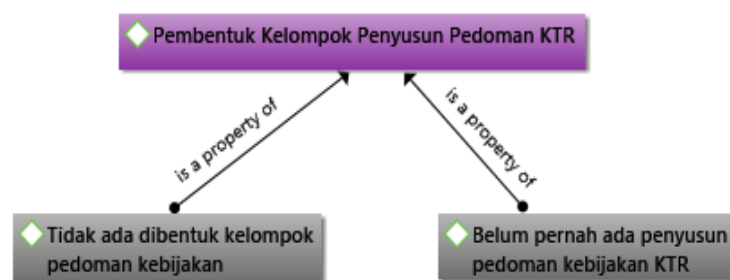 Pembentuk Kelompok Penyusun Pedoman KTR
is a property of
is a property of
Tidak ada dibentuk kelompok
pedoman kebijakan
Belum pernah ada penyusun
pedoman kebijakan KTR